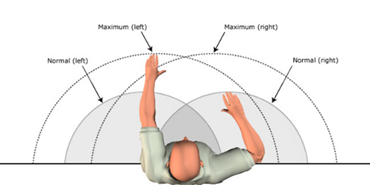 Maximum (left)
Maximum (right)
Normal (left)
Normal (right)